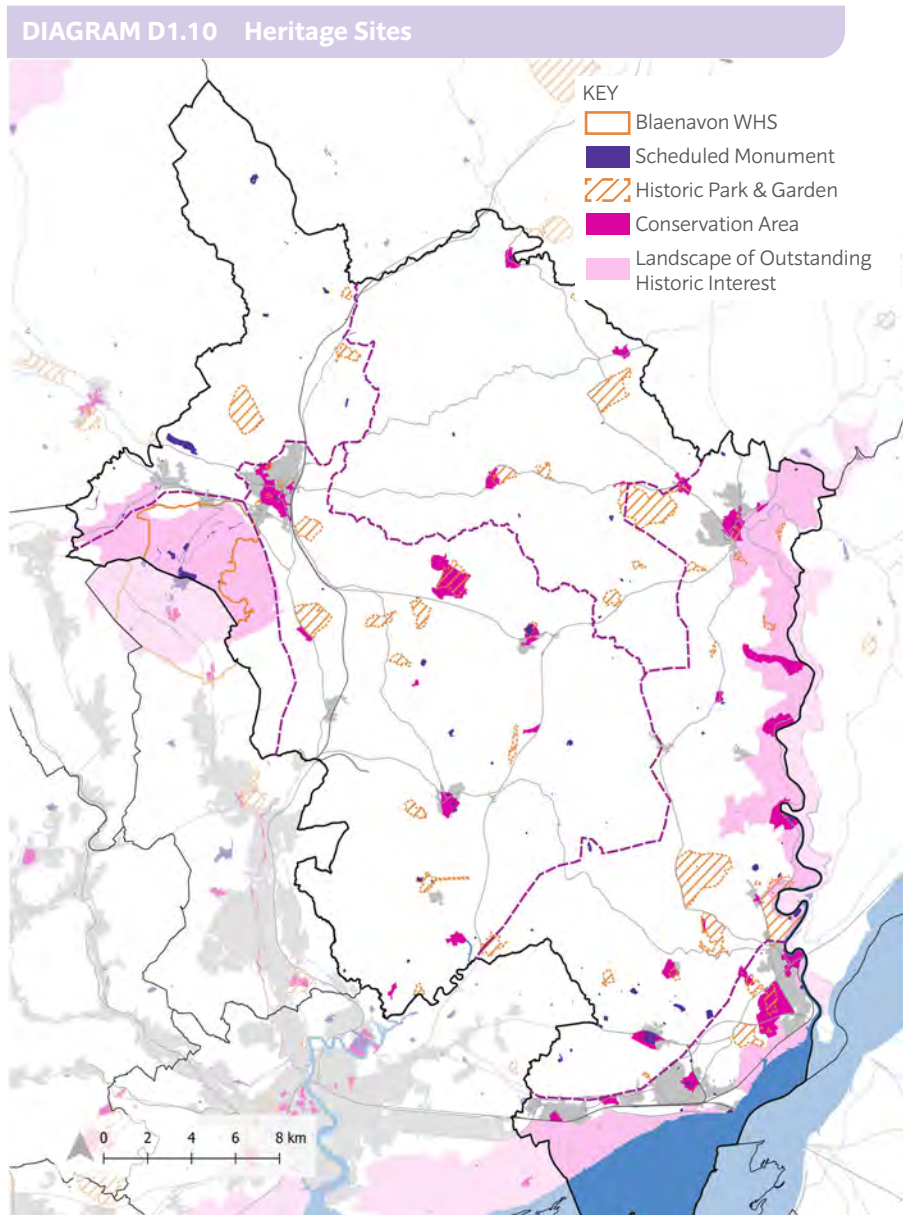 DIAGRAM D1.10 Heritage Sites
KEY
Blaenavon WHS
Scheduled Monument
Historic Park & Garden
Conservation Area
Landscape of Outstanding
Historic Interest
0 2 4 6 8 km